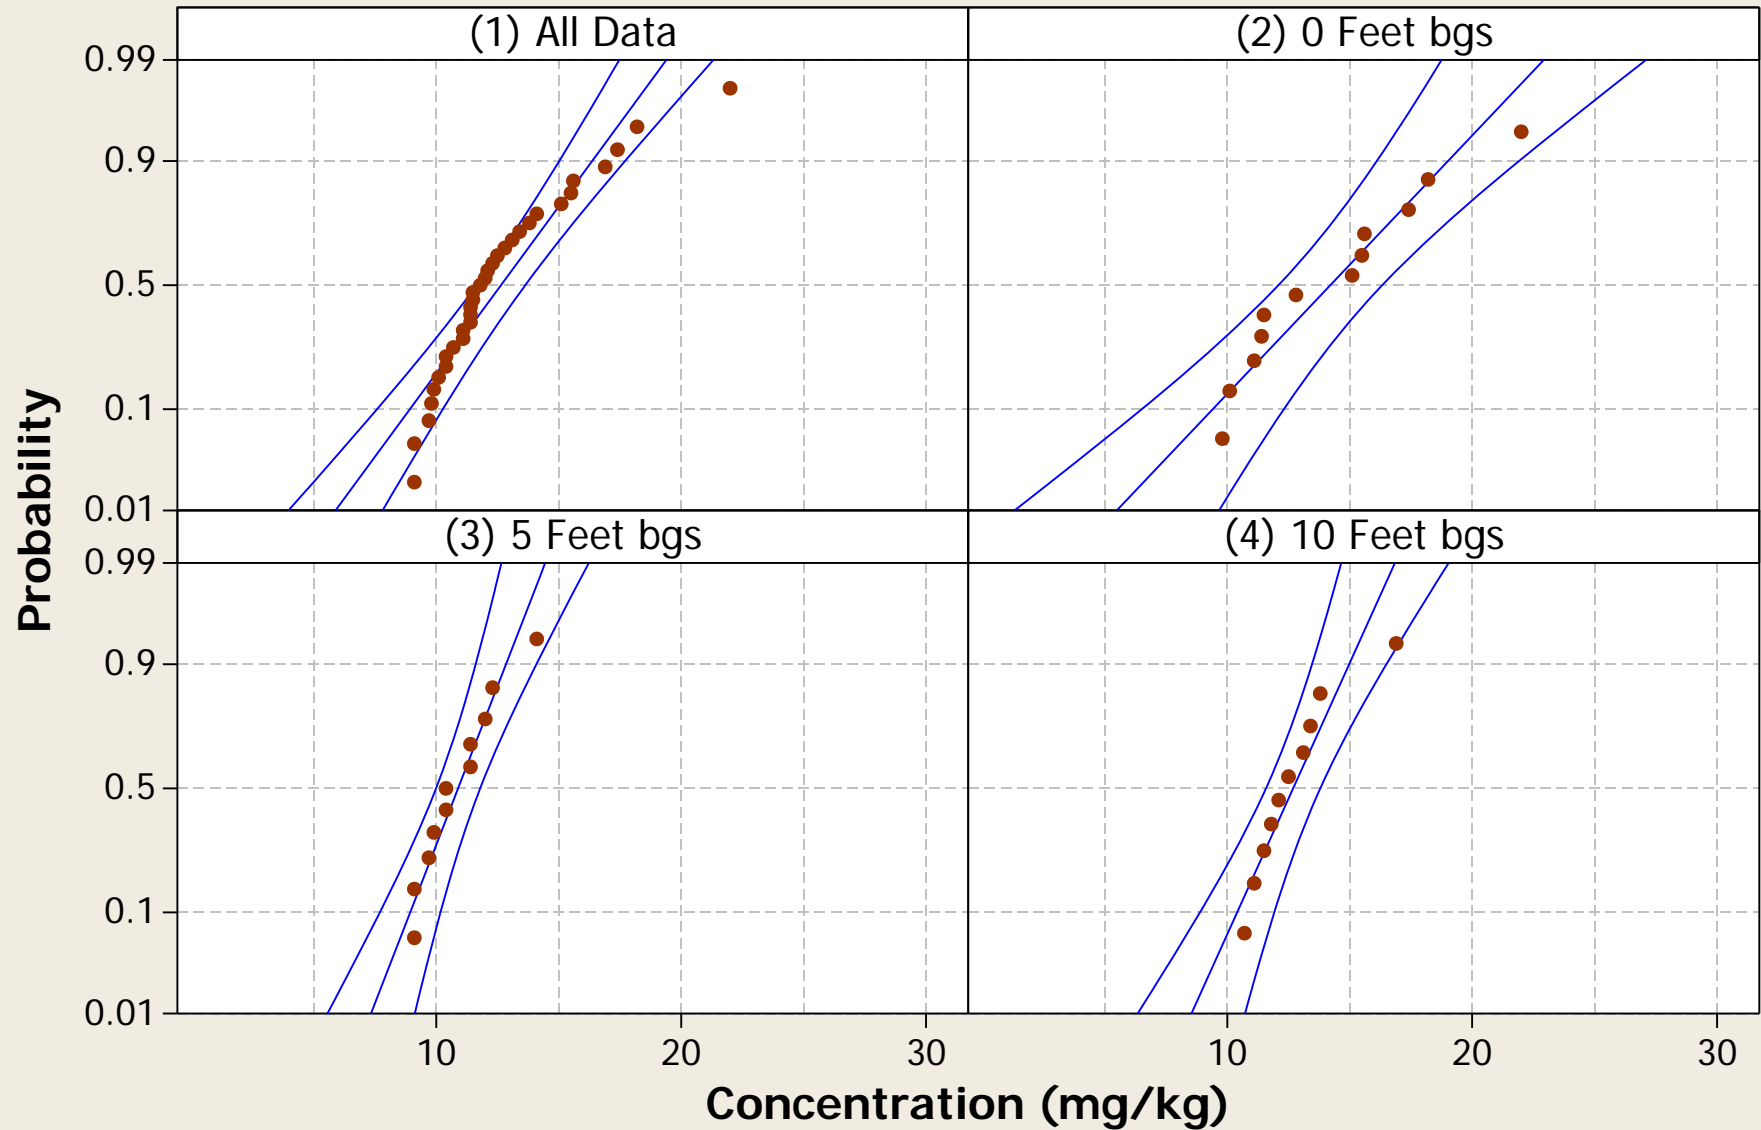 (1) All Data
(2) 0 Feet bgs
0.99
0.9
0.5
0.1
0.01
(3) 5 Feet bgs
(4) 10 Feet bgs
0.99
0.9
0.5
0.1
0.01
Probability
10
20
30
10
20
30
Concentration (mg/kg)